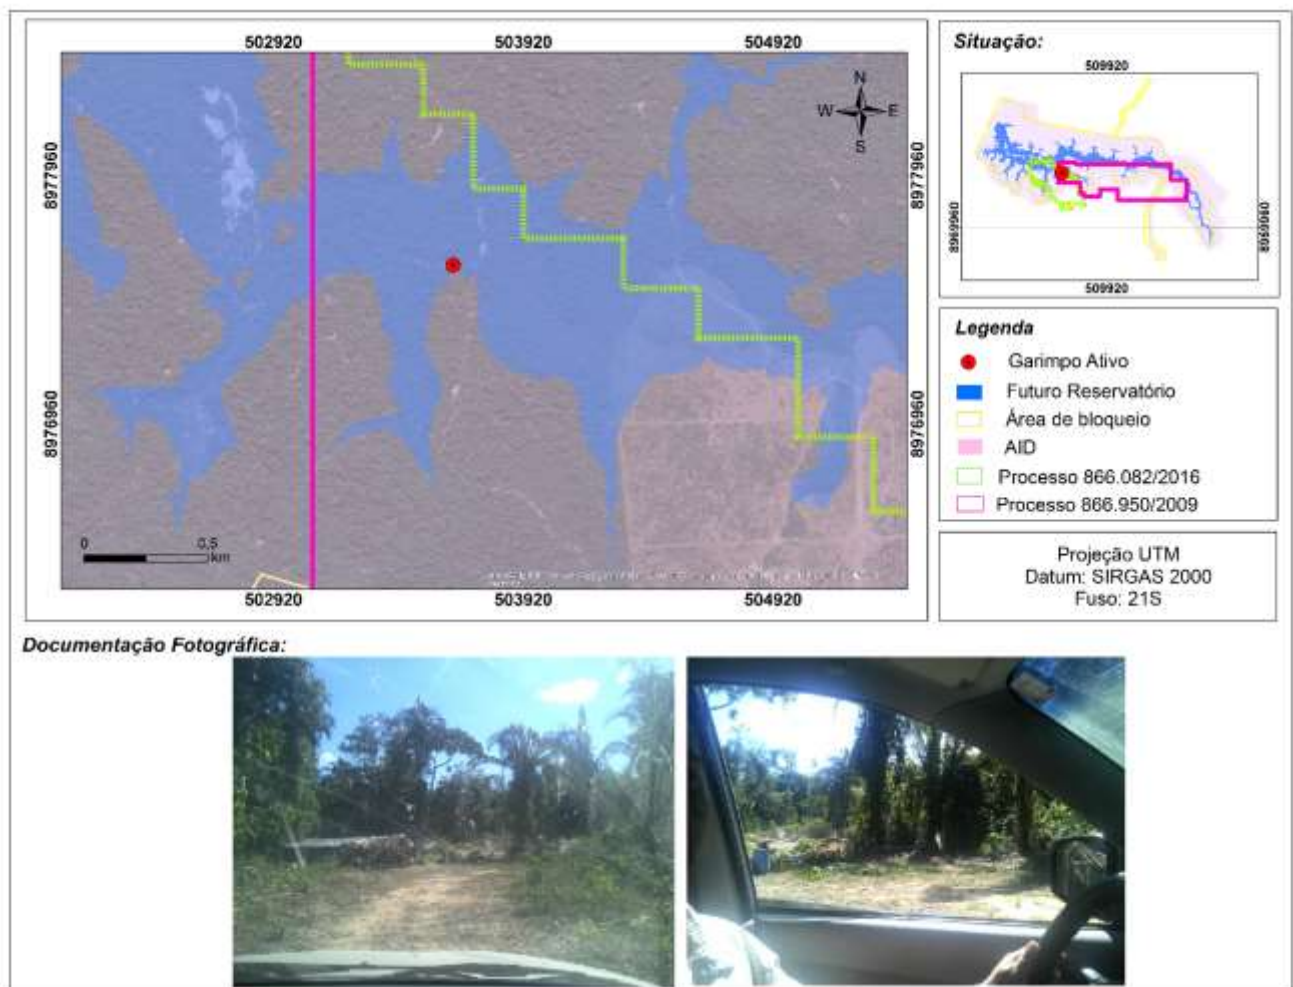 502920 503920 504920
N
W E
S
8977960 8977960
8976960 8976960
0 0,5
km
502920 503920 504920
Situação:
509920
8969960 8969960
509920
Legenda
Garimpo Ativo
Futuro Reservatório
Área de bloqueio
AID
Processo 866.082/2016
Processo 866.950/2009
Projeção UTM
Datum: SIRGAS 2000
Fuso: 21S
Documentação Fotográfica: